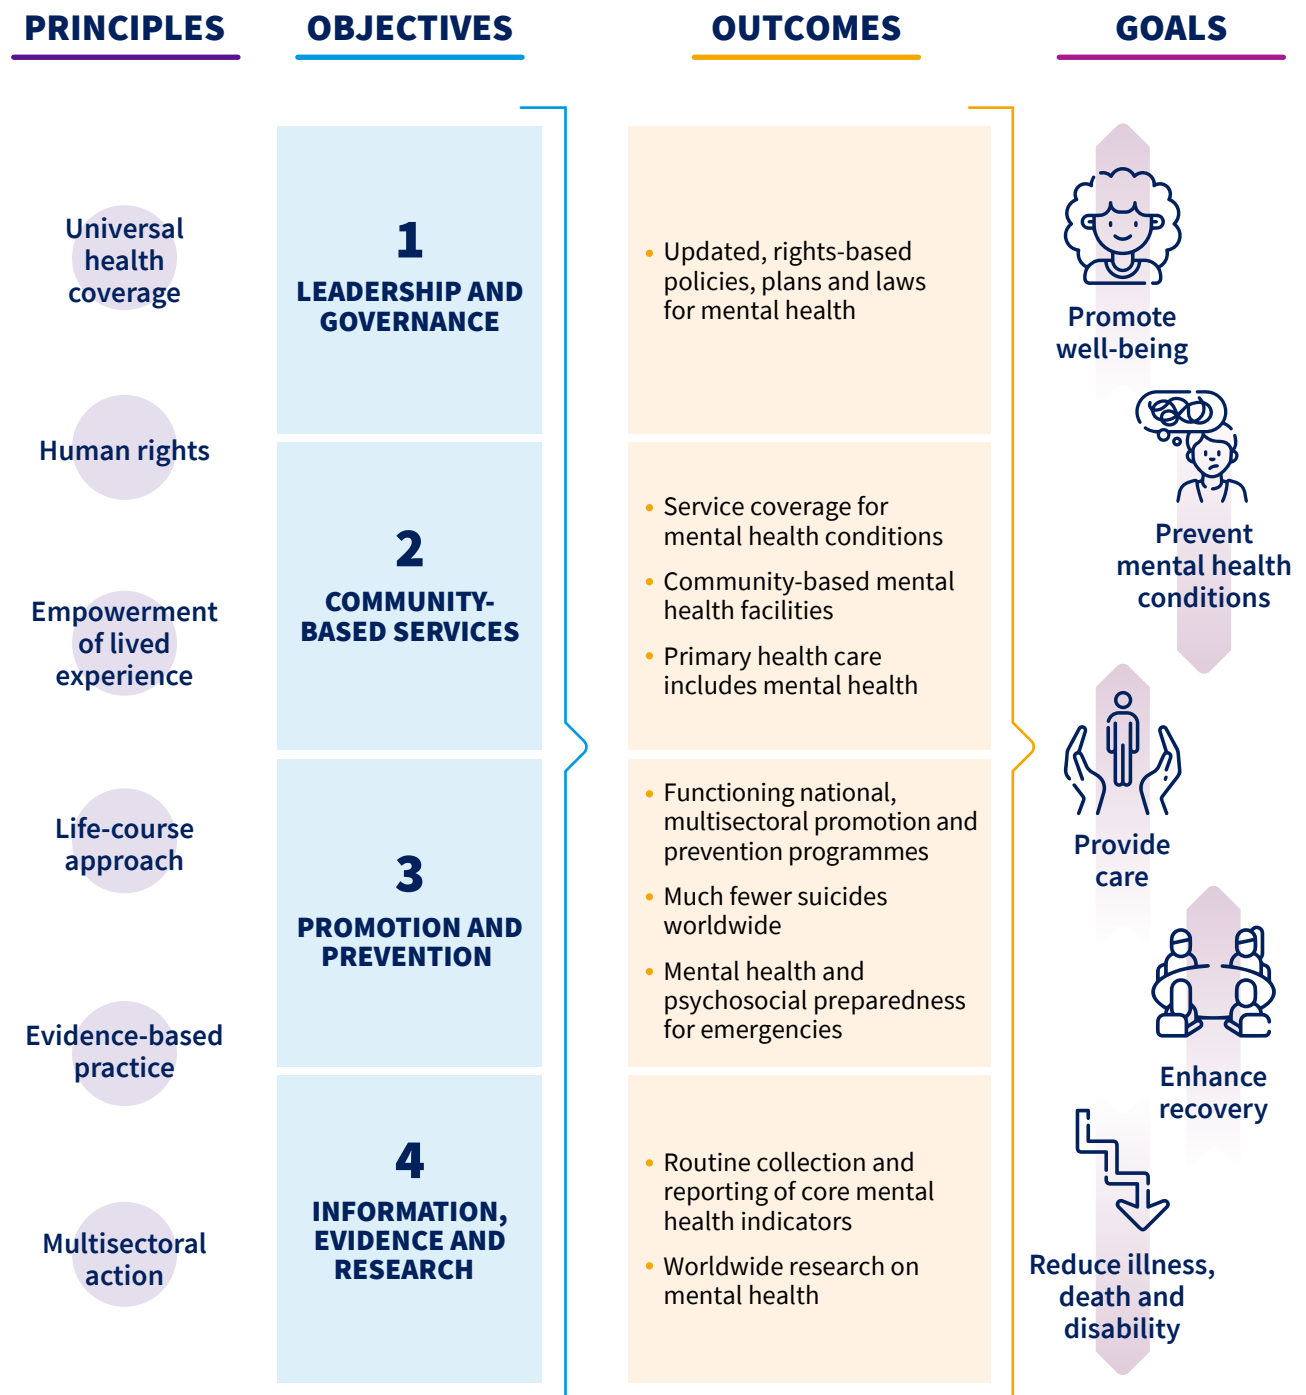 PRINCIPLES
OBJECTIVES
OUTCOMES
GOALS
Universal
health
coverage
Human rights
Empowerment
of lived
experience
Life-course
approach
Evidence-based
practice
Multisectoral
action
1
LEADERSHIP AND
GOVERNANCE
2
COMMUNITY-
BASED SERVICES
3
PROMOTION AND
PREVENTION
4
INFORMATION,
EVIDENCE AND
RESEARCH
• Updated, rights-based
policies, plans and laws
for mental health
• Service coverage for
mental health conditions
• Community-based mental
health facilities
• Primary health care
includes mental health
• Functioning national,
multisectoral promotion and
prevention programmes
• Much fewer suicides
worldwide
• Mental health and
psychosocial preparedness
for emergencies
• Routine collection and
reporting of core mental
health indicators
• Worldwide research on
mental health
Promote
well-being
Prevent
mental health
conditions
Provide
care
Enhance
recovery
Reduce illness,
death and
disability